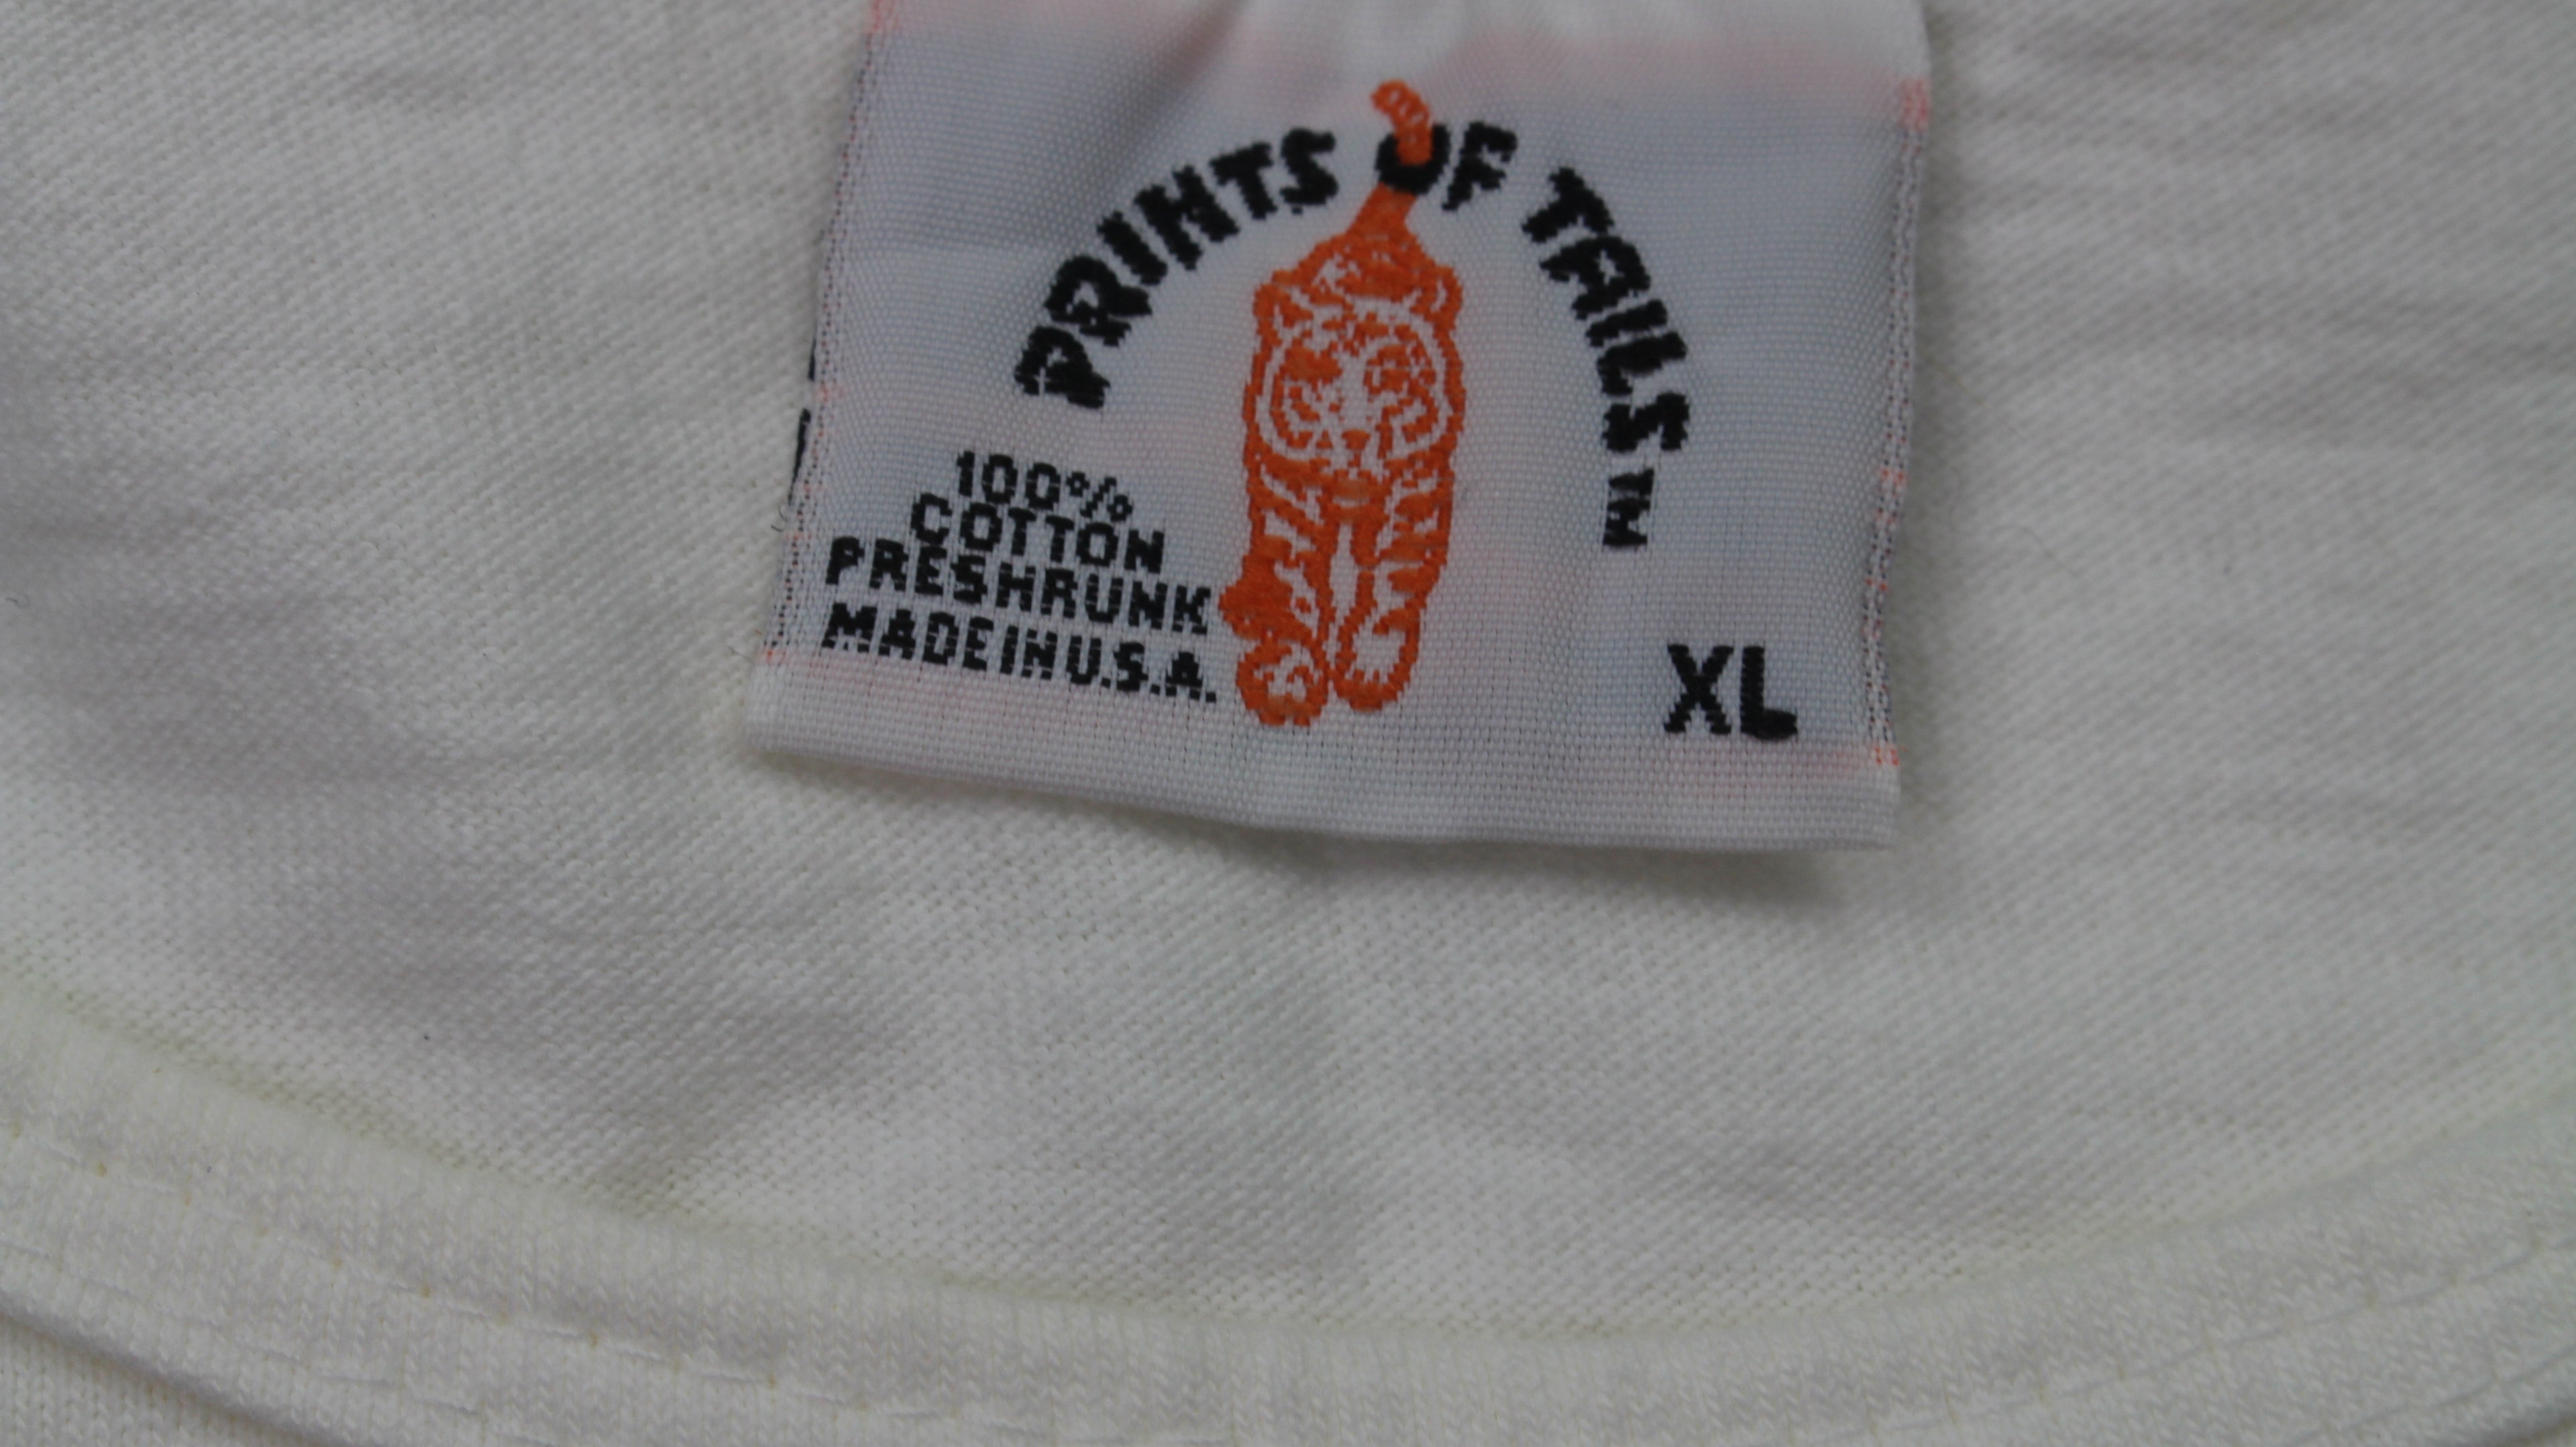 PRINTS OF TAILS™
100%
COTTON
PRESHRUNK
MADE IN U.S.A.
XL